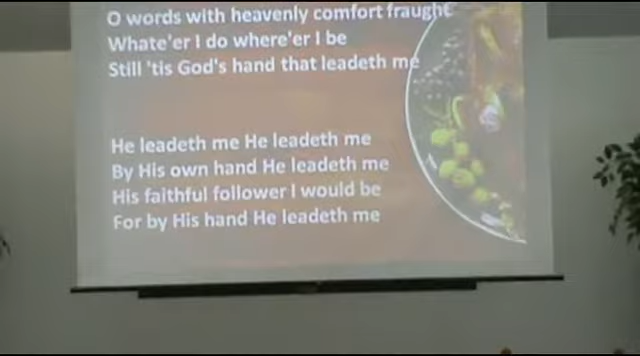 O words with heavenly comfort fraught
Whate'er I do where'er I be
Still 'tis God's hand that leadeth me
He leadeth me He leadeth me
By His own hand He leadeth me
His faithful follower I would be
For by His hand He leadeth me